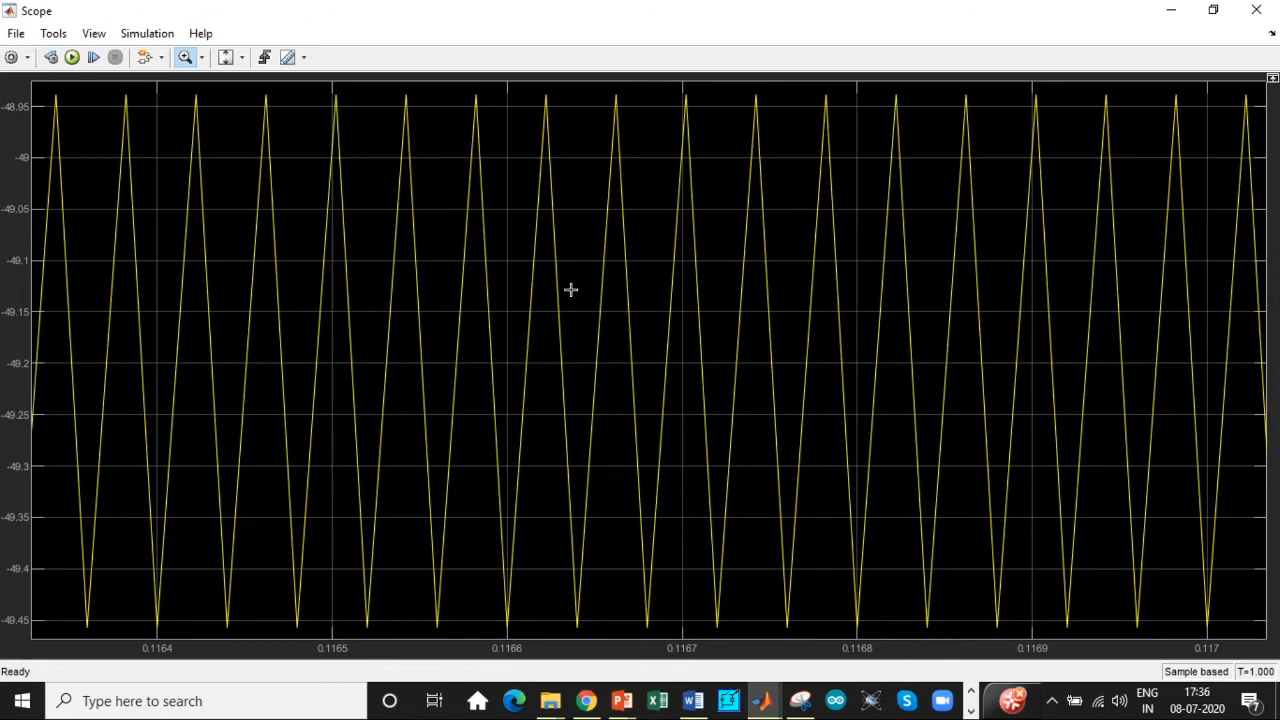 Scope
File Tools View Simulation Help
-48.95
-49
-49.05
-49.1
-49.15
-49.2
-49.25
-49.3
-49.35
-49.4
-49.45
0.1164 0.1165 0.1166 0.1167 0.1168 0.1169 0.117
Ready Sample based T=1.000
Type here to search
ENG 17:36
IN 08-07-2020 7